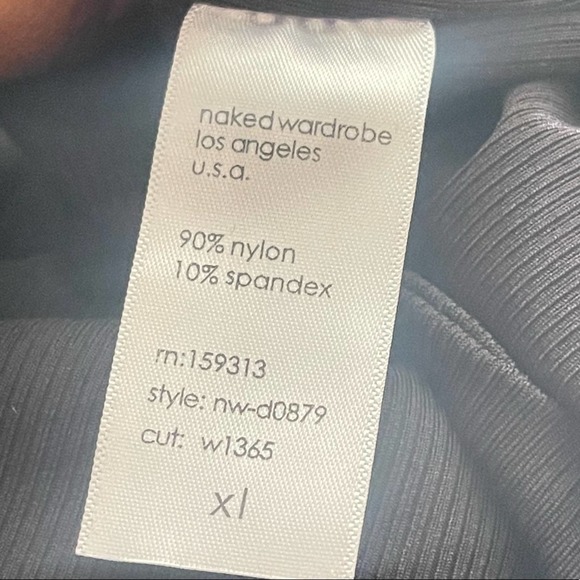 naked wardrobe
los angeles
u.s.a.
90% nylon
10% spandex
rn:159313
style: nw-d0879
cut: w1365
xl